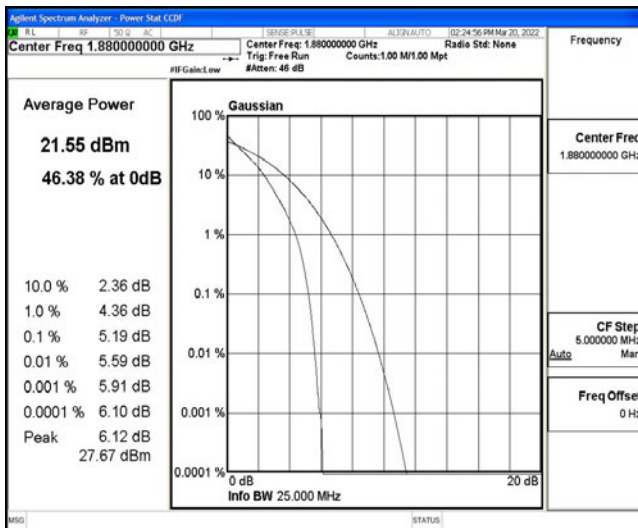 Agilent Spectrum Analyzer - Power Stat CCDF
RL RF 50 Ω AC SENSE:PULSE ALIGNAUTO 02:24:56 PM Mar 20, 2022
Center Freq 1.880000000 GHz
Center Freq: 1.880000000 GHz Radio Std: None
Trig: Free Run Counts:1.00 M/1.00 Mpt
#IFGain:Low #Atten: 46 dB
Frequency
Average Power
21.55 dBm
46.38 % at 0dB
10.0 % 2.36 dB
1.0 % 4.36 dB
0.1 % 5.19 dB
0.01 % 5.59 dB
0.001 % 5.91 dB
0.0001 % 6.10 dB
Peak 6.12 dB
27.67 dBm
Gaussian
100 %
10 %
1 %
0.1 %
0.01 %
0.001 %
0.0001 %
0 dB 20 dB
Info BW 25.000 MHz
Center Freq
1.880000000 GHz
CF Step
5.000000 MHz
Auto Man
Freq Offset
0 Hz
MSG STATUS